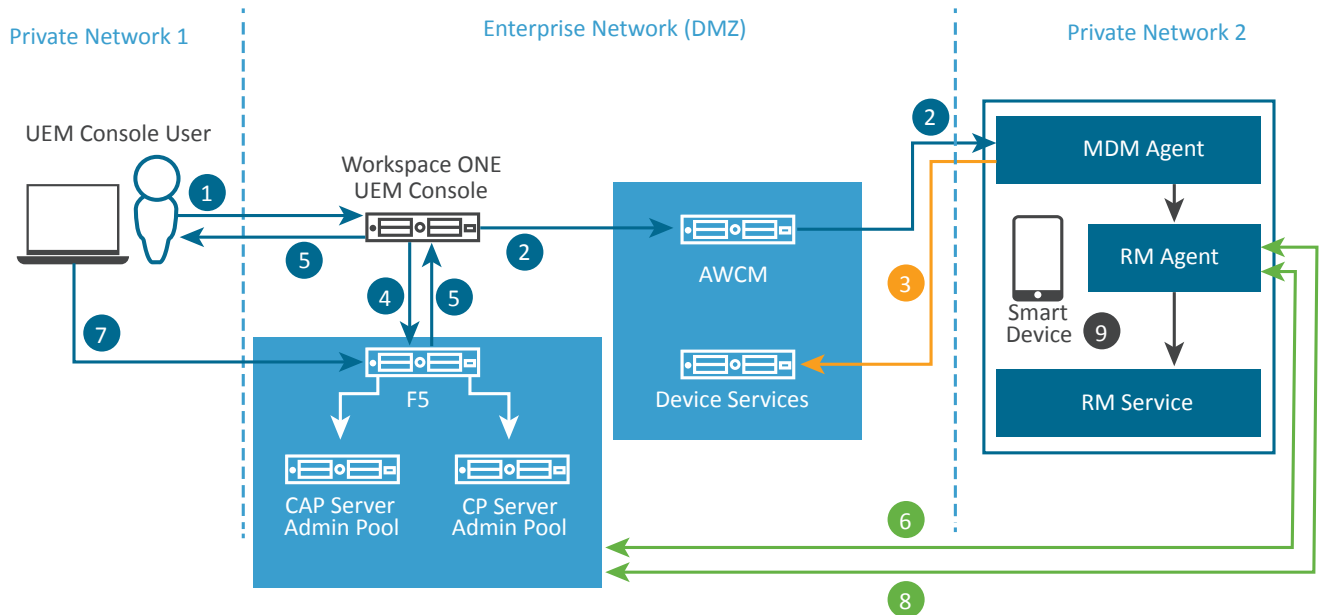 Private Network 1
Enterprise Network (DMZ)
Private Network 2
UEM Console User
1
5
7
Workspace ONE
UEM Console
2
4
5
F5
CAP Server
Admin Pool
CP Server
Admin Pool
AWCM
Device Services
2
3
MDM Agent
RM Agent
Smart
Device
9
RM Service
6
8